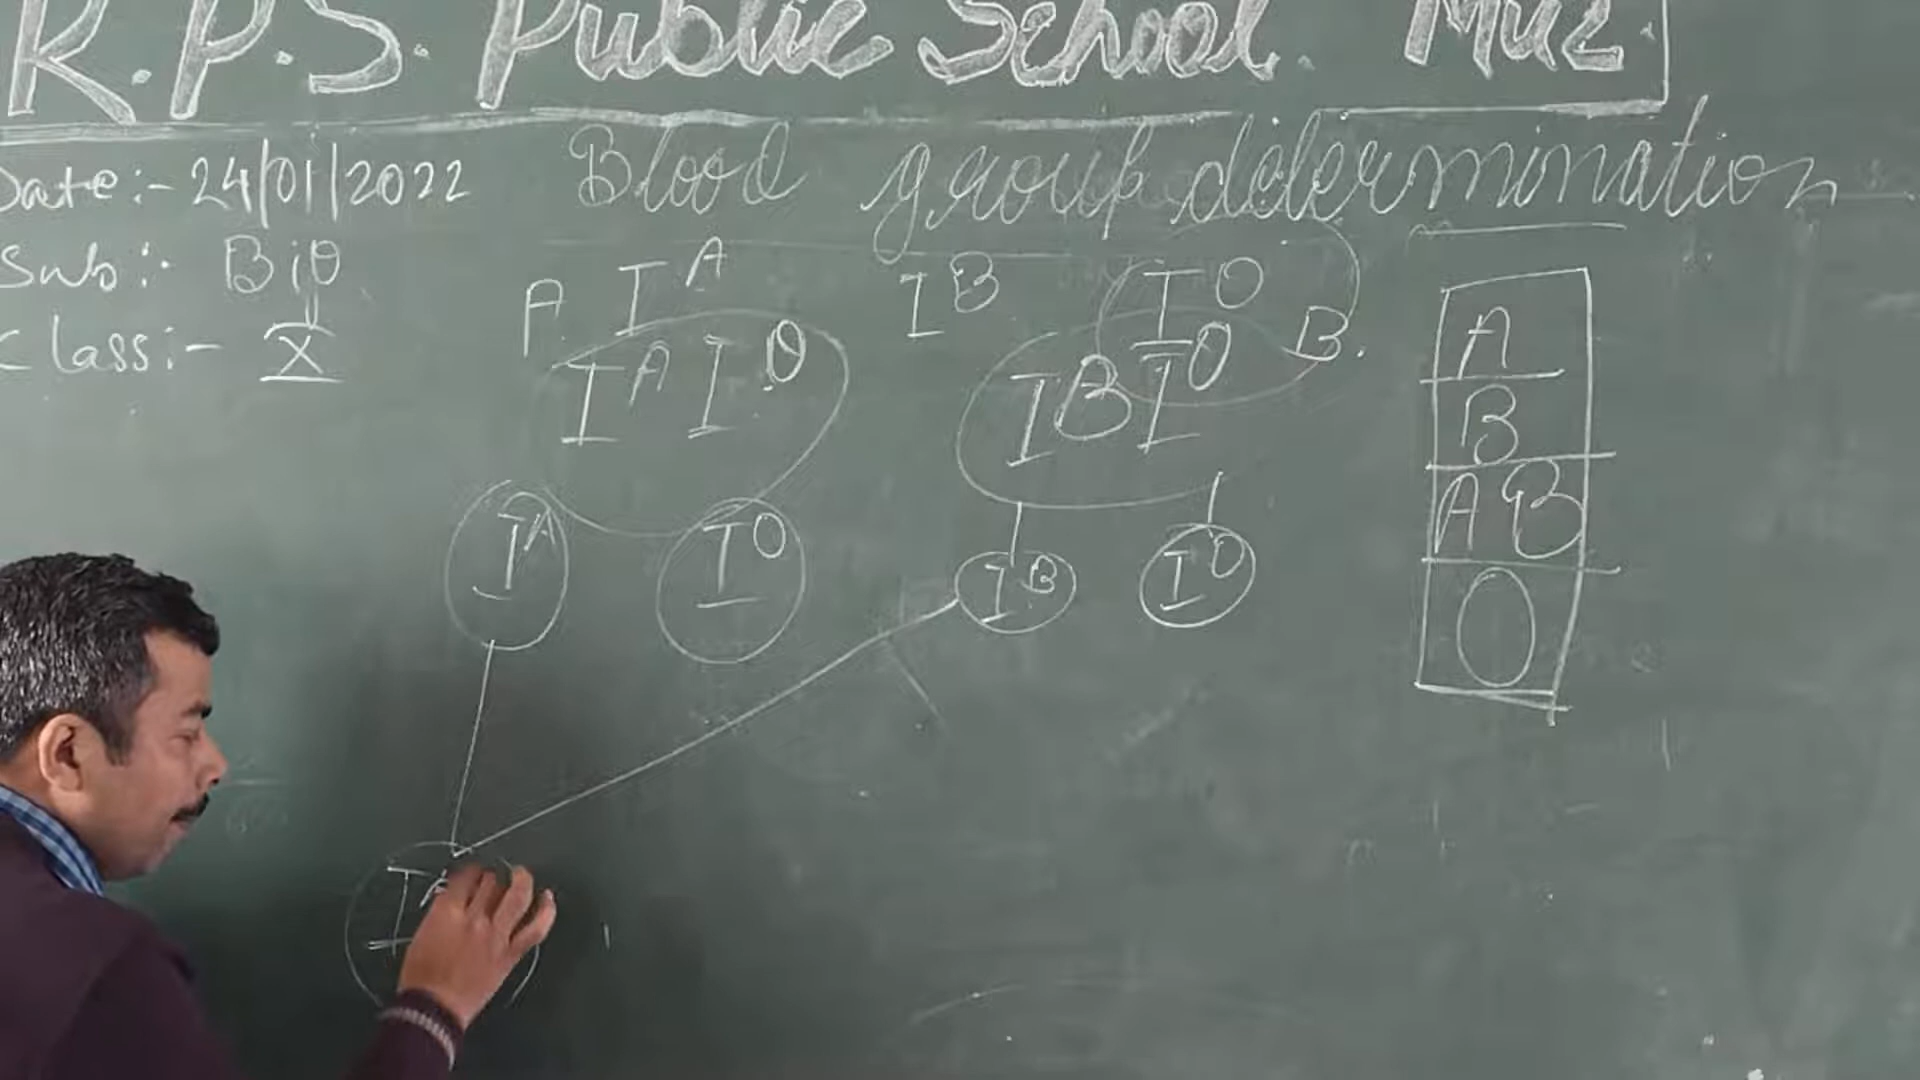 R.P.S. Public School. Muz.
Date:- 24/01/2022
Blood group determination
Sub:- Bio
Class:- X
A. I^A I^B I^O
I^A I^O I^B I^O B.
I^A I^O I^B I^O
I^A
A
B
AB
O